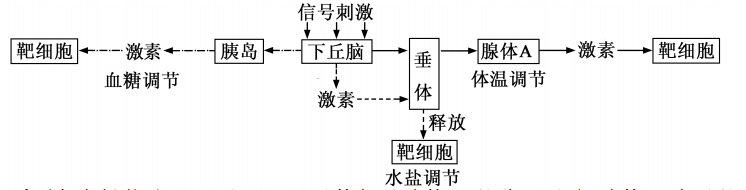 信号刺激
靶细胞 激素 胰岛 下丘脑 垂体 腺体A 激素 靶细胞
血糖调节 体温调节
激素
释放
靶细胞
水盐调节